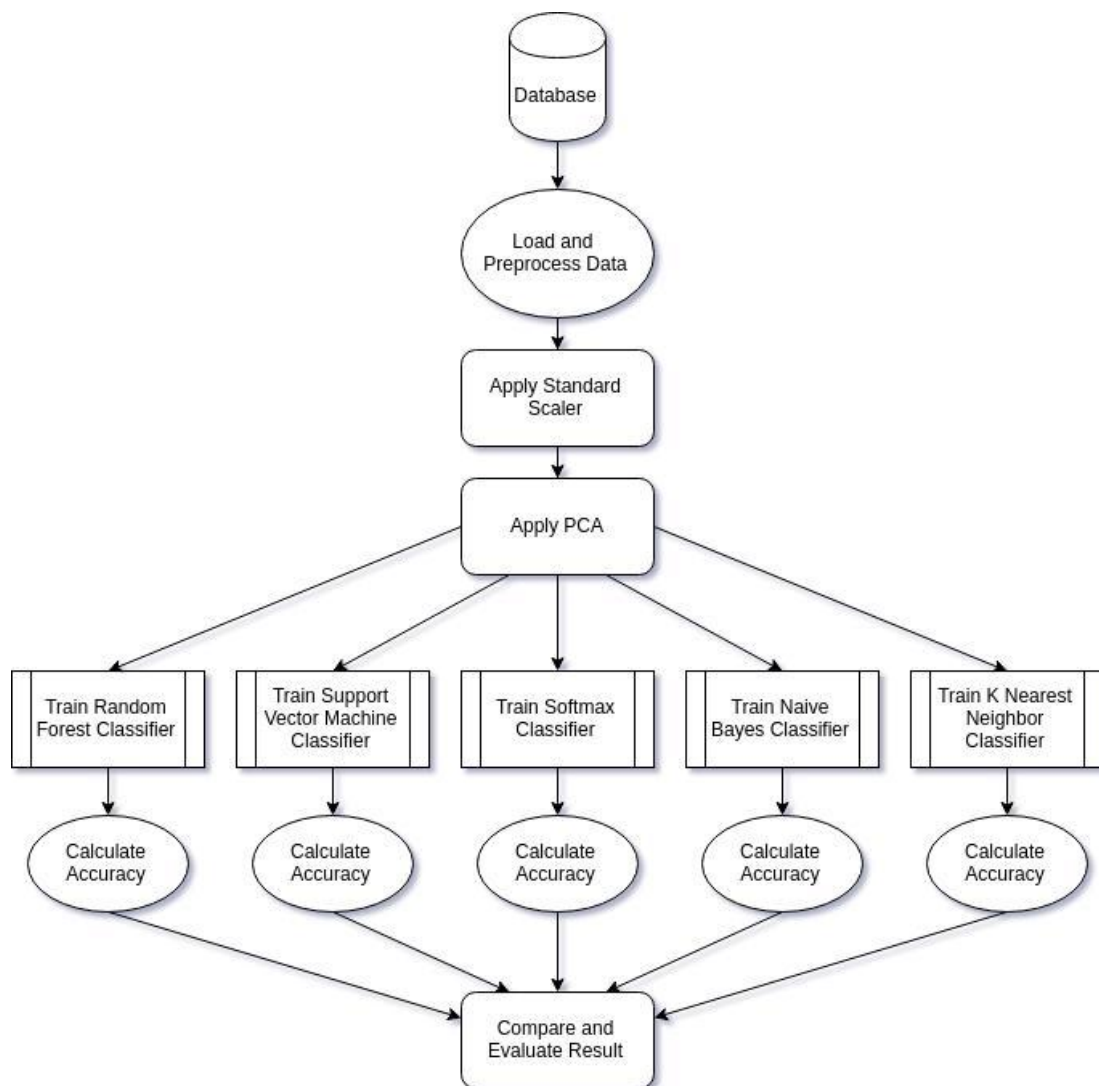 Database
Load and
Preprocess Data
Apply Standard
Scaler
Apply PCA
Train Random
Forest Classifier
Train Support
Vector Machine
Classifier
Train Softmax
Classifier
Train Naive
Bayes Classifier
Train K Nearest
Neighbor
Classifier
Calculate
Accuracy
Calculate
Accuracy
Calculate
Accuracy
Calculate
Accuracy
Calculate
Accuracy
Compare and
Evaluate Result